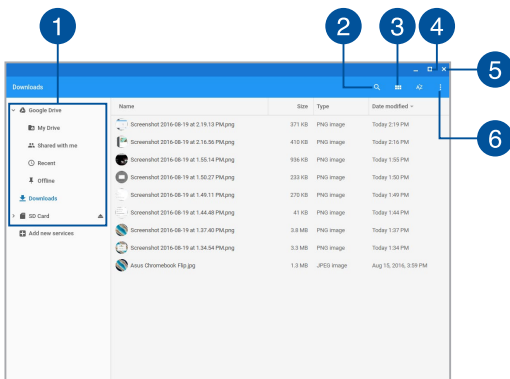 1
2
3
4
5
6
Downloads
AZ
Google Drive
My Drive
Shared with me
Recent
Offline
Downloads
SD Card
Add new services
Name Size Type Date modified
Screenshot 2016-08-19 at 2.19.13 PM.png 371 KB PNG image Today 2:19 PM
Screenshot 2016-08-19 at 2.16.56 PM.png 410 KB PNG image Today 2:16 PM
Screenshot 2016-08-19 at 1.55.14 PM.png 936 KB PNG image Today 1:55 PM
Screenshot 2016-08-19 at 1.50.27 PM.png 233 KB PNG image Today 1:50 PM
Screenshot 2016-08-19 at 1.49.11 PM.png 270 KB PNG image Today 1:49 PM
Screenshot 2016-08-19 at 1.44.48 PM.png 41 KB PNG image Today 1:44 PM
Screenshot 2016-08-19 at 1.37.40 PM.png 3.8 MB PNG image Today 1:37 PM
Screenshot 2016-08-19 at 1.34.54 PM.png 3.3 MB PNG image Today 1:34 PM
Asus Chromebook Flip.jpg 1.3 MB JPEG image Aug 15, 2016, 3:59 PM